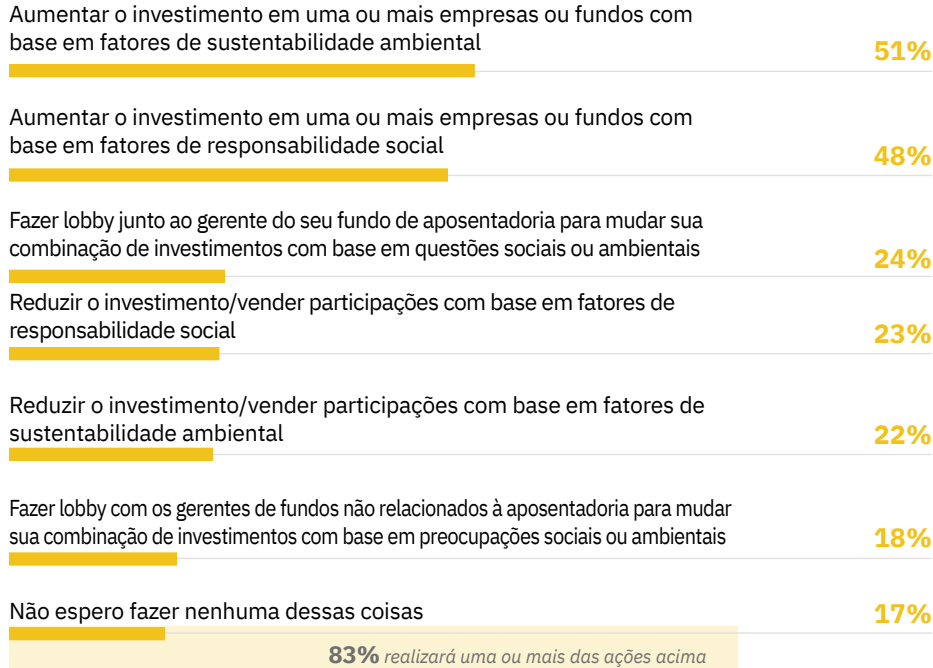 Aumentar o investimento em uma ou mais empresas ou fundos com
base em fatores de sustentabilidade ambiental
51%
Aumentar o investimento em uma ou mais empresas ou fundos com
base em fatores de responsabilidade social
48%
Fazer lobby junto ao gerente do seu fundo de aposentadoria para mudar sua
combinação de investimentos com base em questões sociais ou ambientais
24%
Reduzir o investimento/vender participações com base em fatores de
responsabilidade social
23%
Reduzir o investimento/vender participações com base em fatores de
sustentabilidade ambiental
22%
Fazer lobby com os gerentes de fundos não relacionados à aposentadoria para mudar
sua combinação de investimentos com base em preocupações sociais ou ambientais
18%
Não espero fazer nenhuma dessas coisas
17%
83% realizará uma ou mais das ações acima